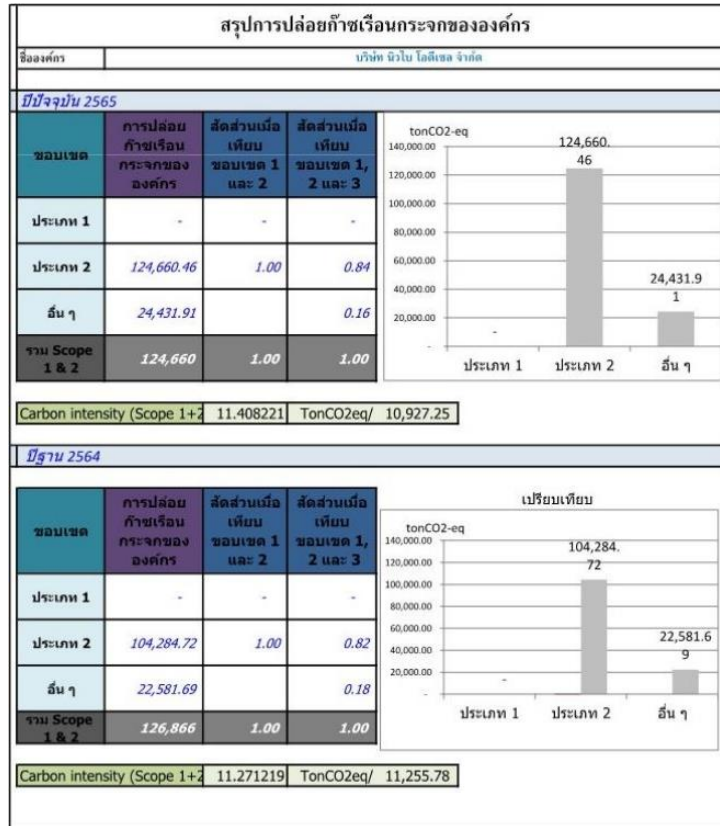 สรุปการปล่อยก๊าซเรือนกระจกขององค์กร
ชื่อองค์กร บริษัท นิวไบโอดีเซล จำกัด
ปีปัจจุบัน 2565
ขอบเขต
การปล่อย
ก๊าซเรือน
กระจกของ
องค์กร
สัดส่วนเมื่อ
เทียบ
ขอบเขต 1
และ 2
สัดส่วนเมื่อ
เทียบ
ขอบเขต 1,
2 และ 3
ประเภท 1 - - -
ประเภท 2 124,660.46 1.00 0.84
อื่น ๆ 24,431.91 0.16
รวม Scope
1 & 2
124,660 1.00 1.00
tonCO2-eq
140,000.00
120,000.00
100,000.00
80,000.00
60,000.00
40,000.00
20,000.00
-
-
124,660.
46
24,431.9
1
ประเภท 1 ประเภท 2 อื่น ๆ
Carbon intensity (Scope 1+2 11.408221 TonCO2eq/ 10,927.25
ปีฐาน 2564
ขอบเขต
การปล่อย
ก๊าซเรือน
กระจกของ
องค์กร
สัดส่วนเมื่อ
เทียบ
ขอบเขต 1
และ 2
สัดส่วนเมื่อ
เทียบ
ขอบเขต 1,
2 และ 3
ประเภท 1 - - -
ประเภท 2 104,284.72 1.00 0.82
อื่น ๆ 22,581.69 0.18
รวม Scope
1 & 2
126,866 1.00 1.00
เปรียบเทียบ
tonCO2-eq
140,000.00
120,000.00
100,000.00
80,000.00
60,000.00
40,000.00
20,000.00
-
-
104,284.
72
22,581.6
9
ประเภท 1 ประเภท 2 อื่น ๆ
Carbon intensity (Scope 1+2 11.271219 TonCO2eq/ 11,255.78